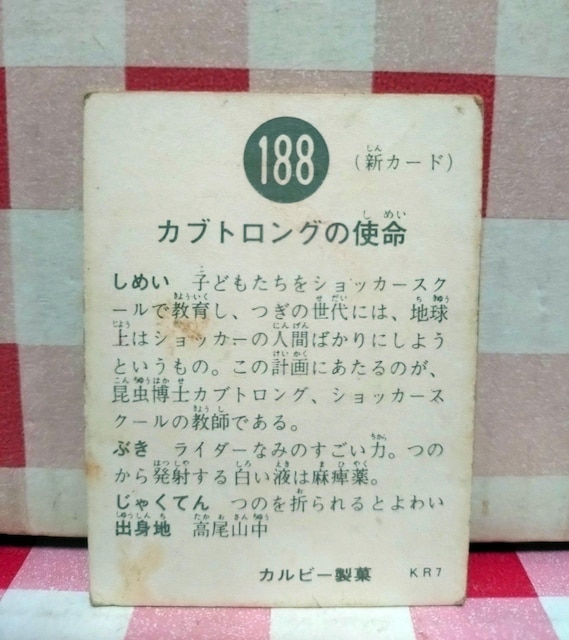 188
(新カード)
カブトロングの使命
しめい 子どもたちをショッカースク
ールで教育し、つぎの世代には、地球
上はショッカーの人間ばかりにしよう
というもの。この計画にあたるのが、
昆虫博士カブトロング、ショッカース
クールの教師である。
ぶき ライダーなみのすごい力。つの
から発射する白い液は麻痺薬。
じゃくてん つのを折られるとよわい
出身地 高尾山中
カルビー製菓 KR7